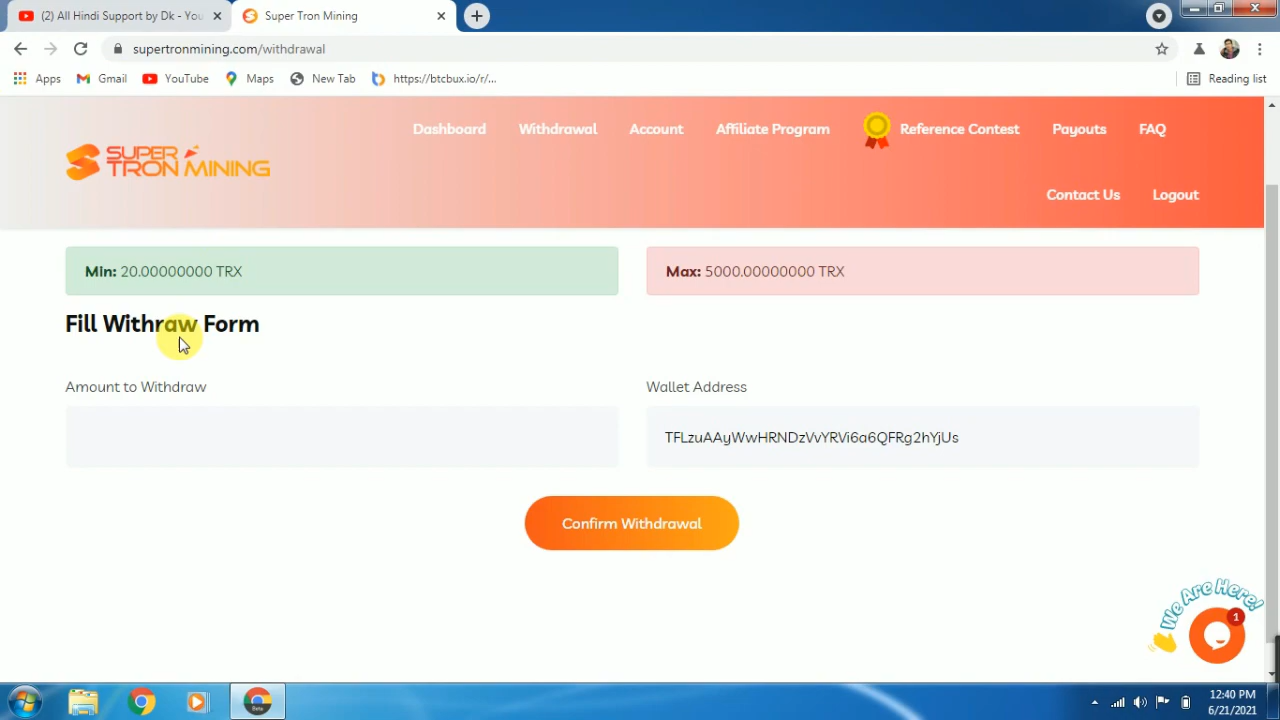 (2) All Hindi Support by Dk - You
Super Tron Mining
supertronmining.com/withdrawal
Apps
Gmail
YouTube
Maps
New Tab
https://btcbux.io/r/...
Reading list
SUPER
TRON MINING
Dashboard
Withdrawal
Account
Affiliate Program
Reference Contest
Payouts
FAQ
Contact Us
Logout
Min: 20.00000000 TRX
Max: 5000.00000000 TRX
Fill Withraw Form
Amount to Withdraw
Wallet Address
TFLzuAAyWwHRNDzVvYRVi6a6QFRg2hYjUs
Confirm Withdrawal
We Are Here!
1
Beta
12:40 PM
6/21/2021